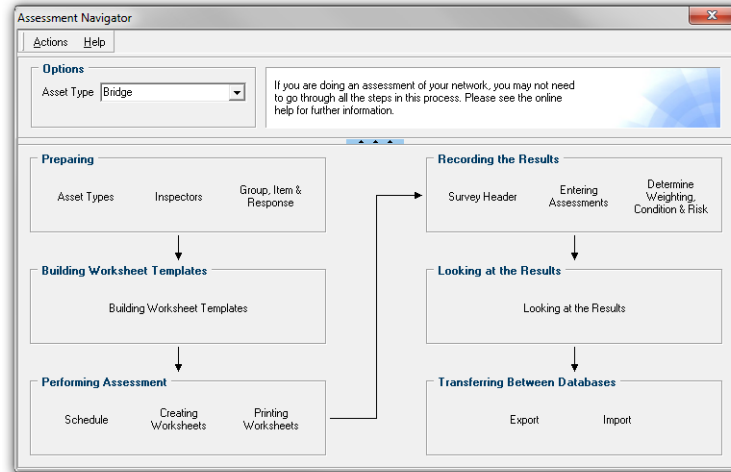 Assessment Navigator
Actions Help
Options
Asset Type Bridge
If you are doing an assessment of your network, you may not need
to go through all the steps in this process. Please see the online
help for further information.
Preparing
Asset Types
Inspectors
Group, Item &
Response
Building Worksheet Templates
Building Worksheet Templates
Performing Assessment
Schedule
Creating
Worksheets
Printing
Worksheets
Recording the Results
Survey Header
Entering
Assessments
Determine
Weighting,
Condition & Risk
Looking at the Results
Looking at the Results
Transferring Between Databases
Export
Import